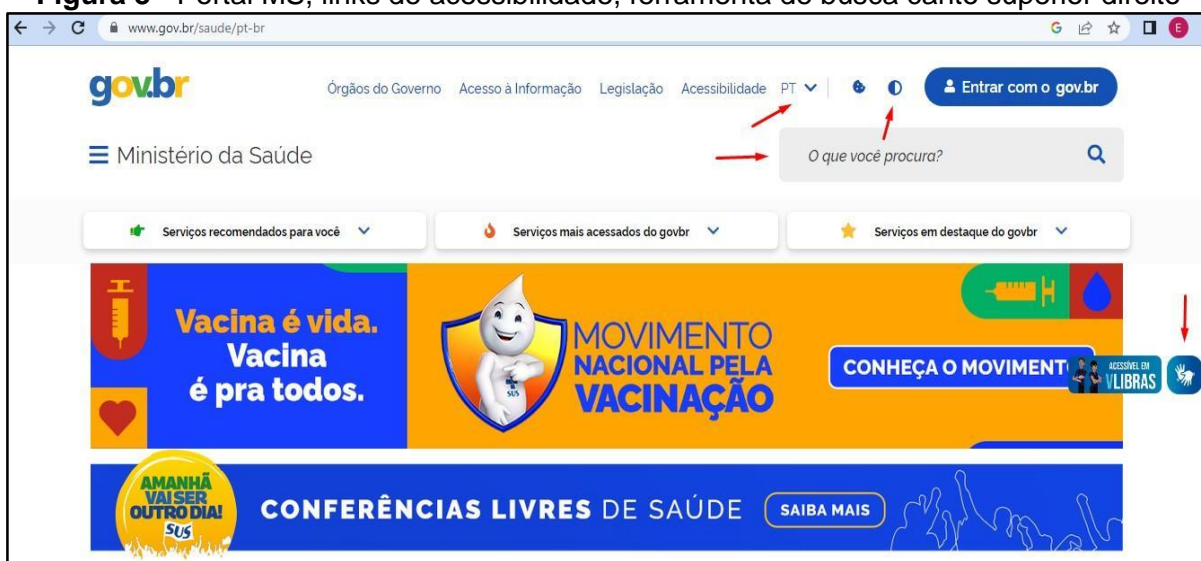 Figura 5 - Portal MS, links de acessibilidade, ferramenta de busca canto superior direito
www.gov.br/saude/pt-br
G
E
gov.br
Órgãos do Governo Acesso à Informação Legislação Acessibilidade PT
Entrar com o gov.br
Ministério da Saúde
O que você procura?
Serviços recomendados para você
Serviços mais acessados do govbr
Serviços em destaque do govbr
Vacina é vida.
Vacina
é pra todos.
SUS
MOVIMENTO
NACIONAL PELA
VACINAÇÃO
CONHEÇA O MOVIMENT
ACESSÍVEL EM
VLIBRAS
AMANHÃ
VAI SER
OUTRO DIA!
SUS
CONFERÊNCIAS LIVRES DE SAÚDE
SAIBA MAIS